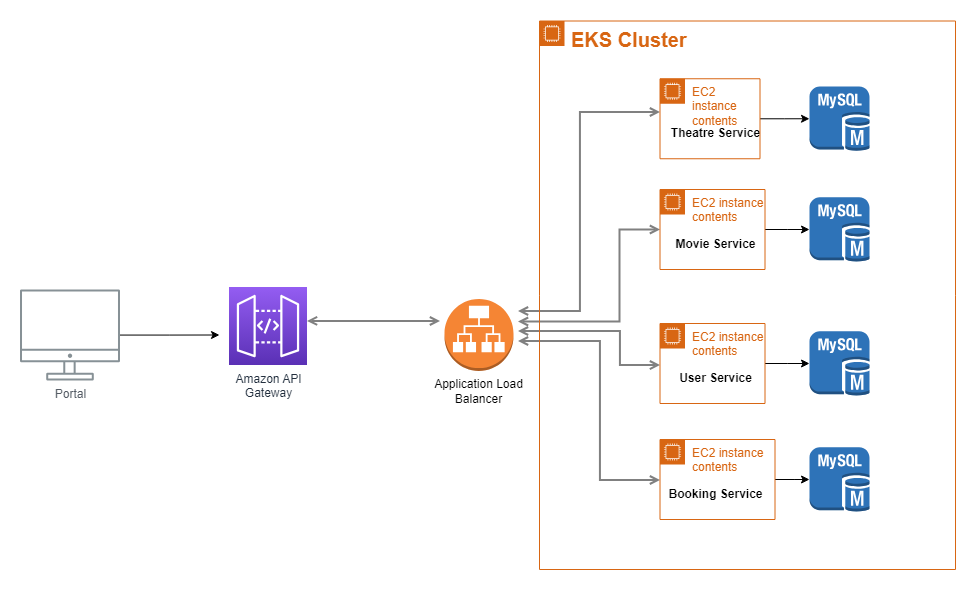 EKS Cluster
EC2
instance
contents
Theatre Service
MySQL
M
EC2 instance
contents
Movie Service
MySQL
M
</>
Amazon API
Gateway
Portal
Application Load
Balancer
EC2 instance
contents
User Service
MySQL
M
EC2 instance
contents
Booking Service
MySQL
M